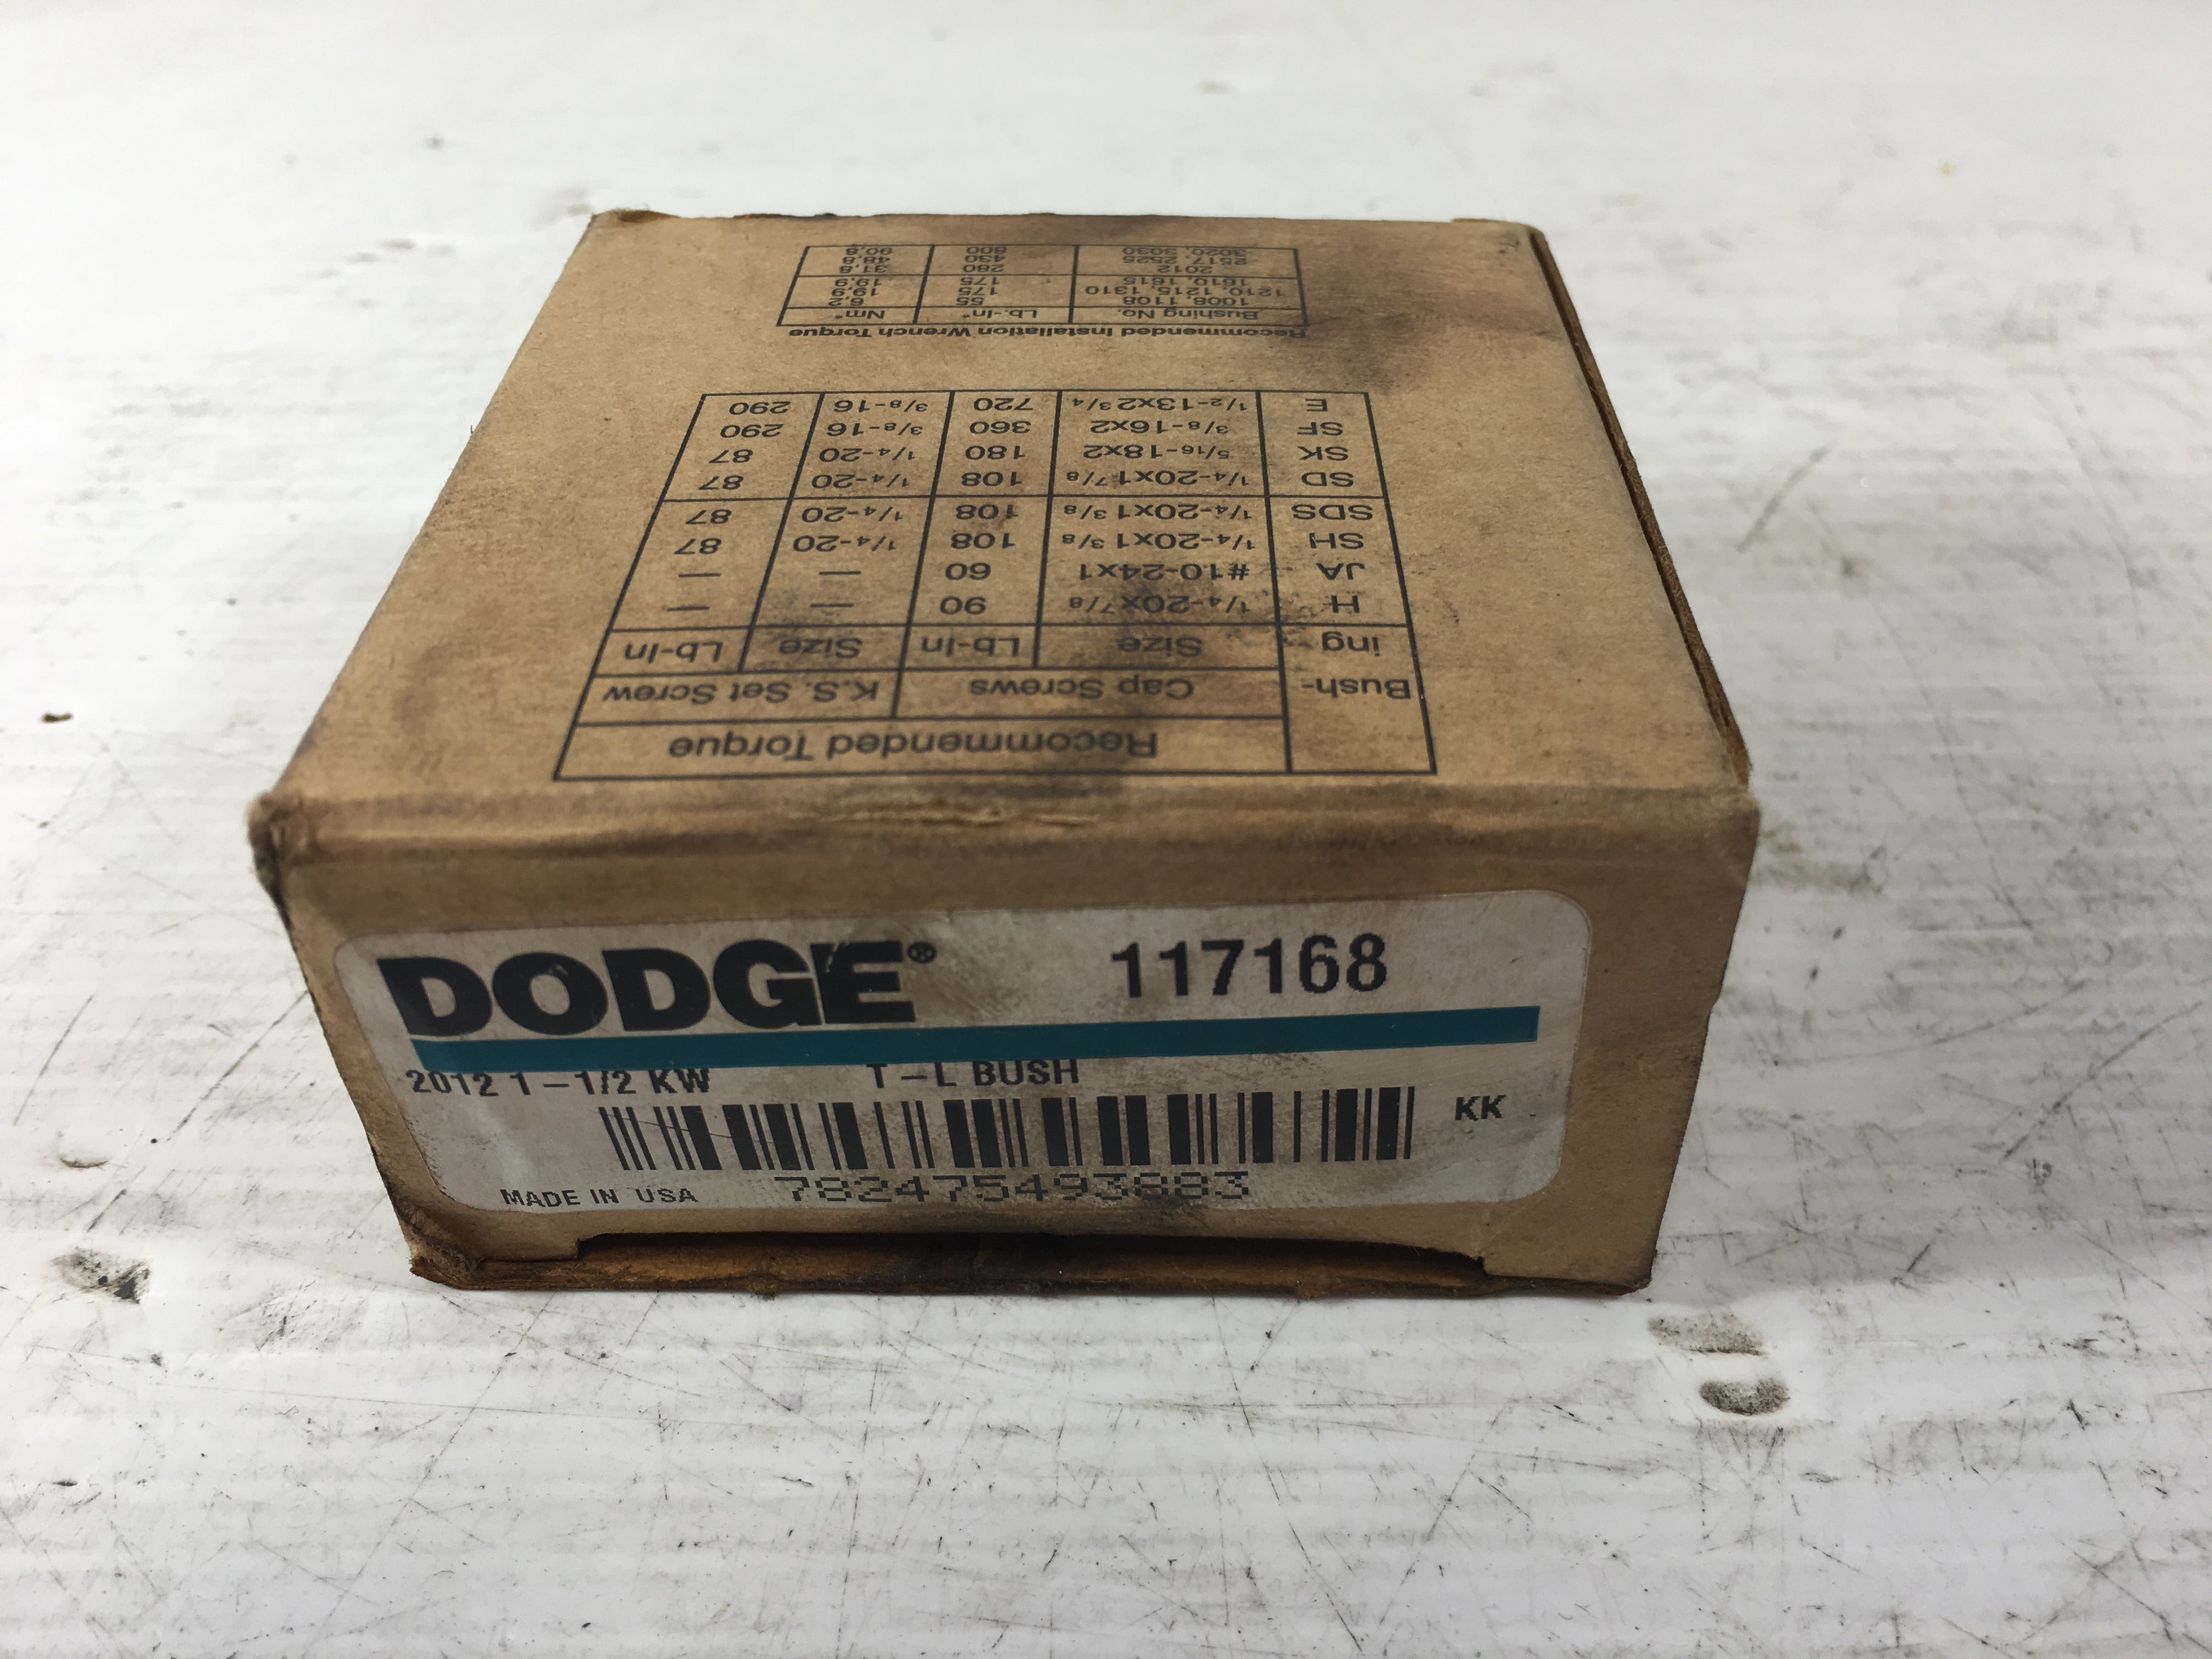 Recommended Torque
Bush- Cap Screws K.S. Set Screw
ing Size Lb-In Size Lb-In
H 1/4-20x7/8 90 — —
JA #10-24x1 60 — —
SH 1/4-20x1 3/8 108 1/4-20 87
SDS 1/4-20x1 3/8 108 1/4-20 87
SD 1/4-20x1 7/8 108 1/4-20 87
SK 5/16-18x2 180 1/4-20 87
SF 3/8-16x2 360 3/8-16 290
E 1/2-13x2 3/4 720 3/8-16 290
Recommended Installation Wrench Torque
Bushing No. Lb.-In* Nm*
1008, 1108 55 6,2
1210, 1215, 1310 175 19,9
1610, 1615 175 19,9
2012 280 31,8
2517, 2525 430 48,8
3020, 3030 800 90,8
DODGE® 117168
2012 1-1/2 KW T-L BUSH
KK
MADE IN USA 782475493883